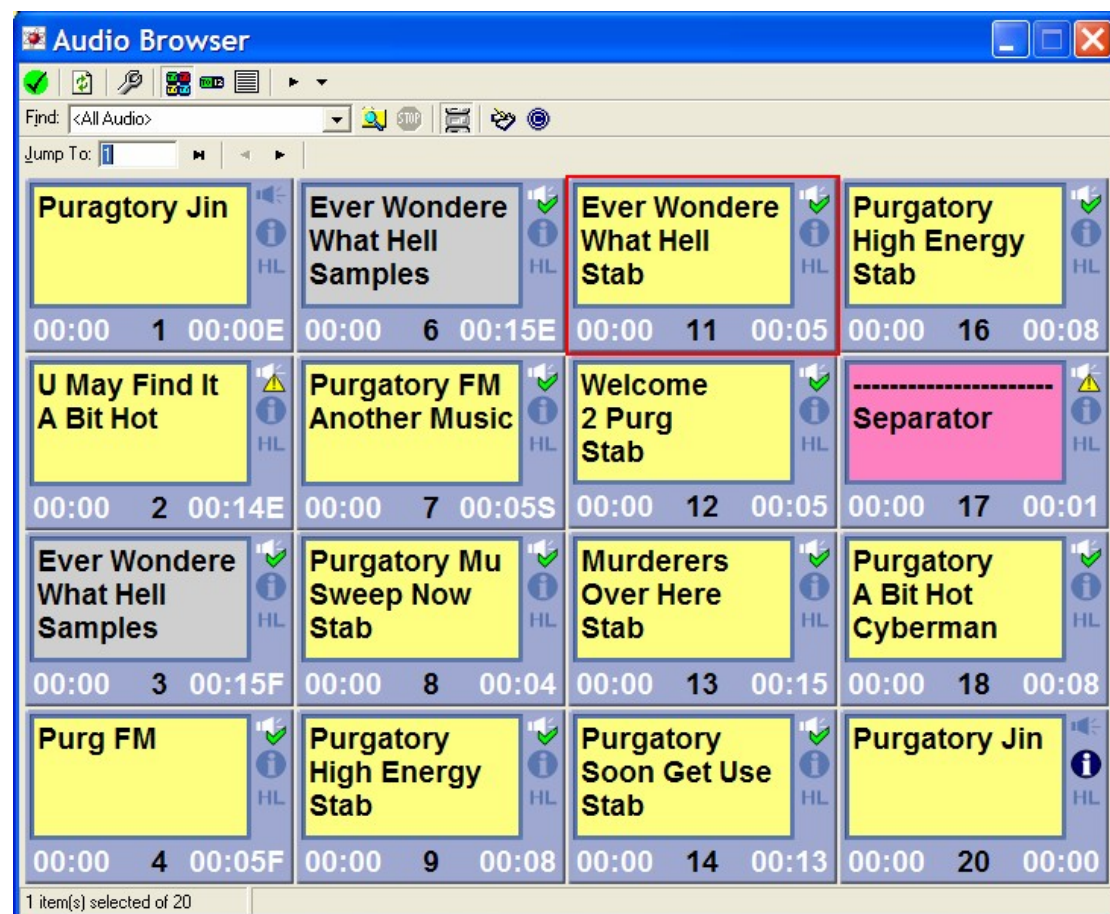 Audio Browser
Find: <All Audio>
STOP
Jump To: 1
Puragtory Jin
HL
00:00 1 00:00E
Ever Wondere
What Hell
Samples
HL
00:00 6 00:15E
Ever Wondere
What Hell
Stab
HL
00:00 11 00:05
Purgatory
High Energy
Stab
HL
00:00 16 00:08
U May Find It
A Bit Hot
HL
00:00 2 00:14E
Purgatory FM
Another Music
HL
00:00 7 00:05S
Welcome
2 Purg
Stab
HL
00:00 12 00:05
----------------------
Separator
HL
00:00 17 00:01
Ever Wondere
What Hell
Samples
HL
00:00 3 00:15F
Purgatory Mu
Sweep Now
Stab
HL
00:00 8 00:04
Murderers
Over Here
Stab
HL
00:00 13 00:15
Purgatory
A Bit Hot
Cyberman
HL
00:00 18 00:08
Purg FM
HL
00:00 4 00:05F
Purgatory
High Energy
Stab
HL
00:00 9 00:08
Purgatory
Soon Get Use
Stab
HL
00:00 14 00:13
Purgatory Jin
HL
00:00 20 00:00
1 item(s) selected of 20